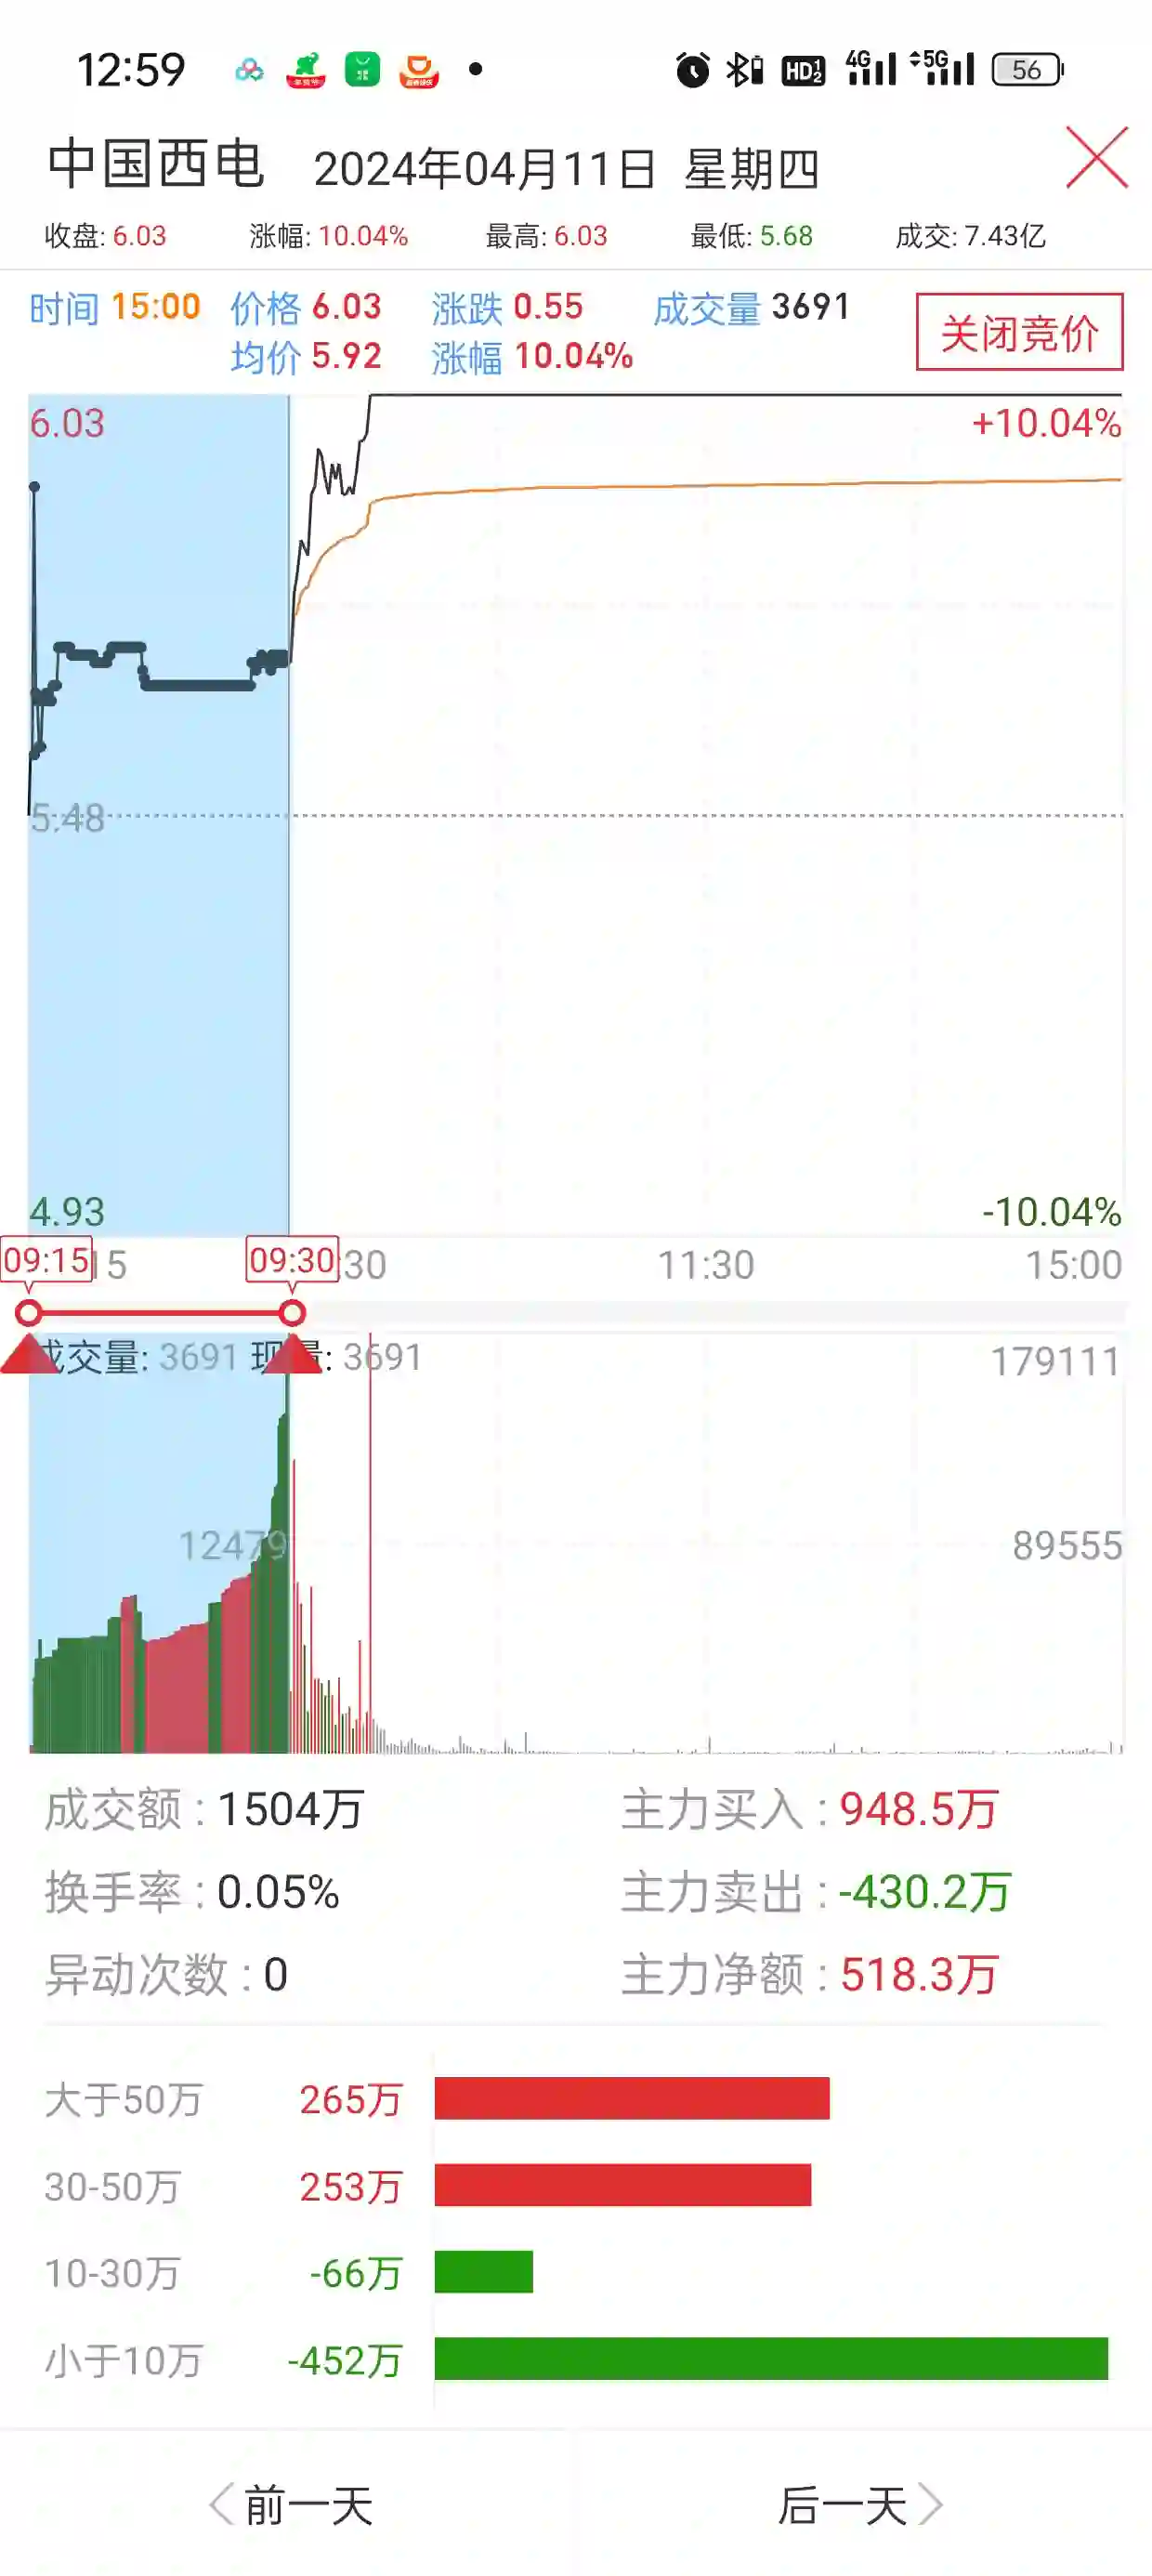 12:59 HD 1 2 4G 5G 56
中国西电 2024年04月11日 星期四
收盘: 6.03 涨幅: 10.04% 最高: 6.03 最低: 5.68 成交: 7.43亿
时间 15:00 价格 6.03 涨跌 0.55 成交量 3691
均价 5.92 涨幅 10.04%
关闭竞价
6.03 +10.04%
5.48
4.93 -10.04%
09:15 15 09:30 :30 11:30 15:00
成交量: 3691 现量: 3691 179111
12479 89555
成交额 : 1504万 主力买入 : 948.5万
换手率 : 0.05% 主力卖出 : -430.2万
异动次数 : 0 主力净额 : 518.3万
大于50万 265万
30-50万 253万
10-30万 -66万
小于10万 -452万
前一天 后一天